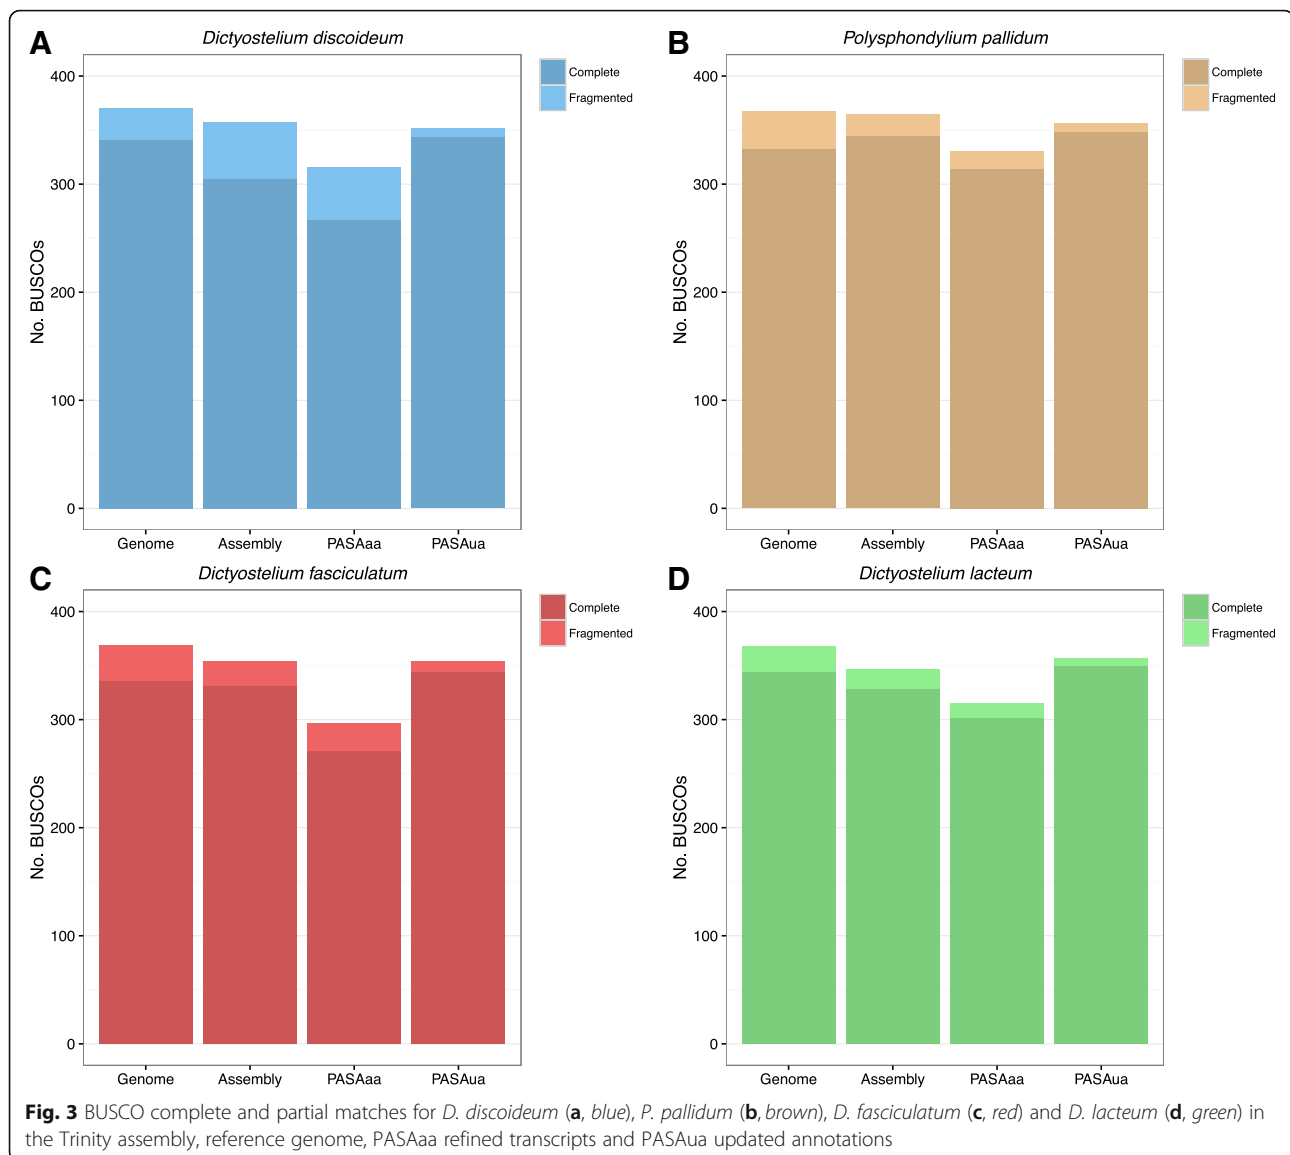 A
Dictyostelium discoideum
Complete
Fragmented
400
300
200
100
0
No. BUSCOs
Genome
Assembly
PASAaa
PASAua
B
Polysphondylium pallidum
Complete
Fragmented
400
300
200
100
0
No. BUSCOs
Genome
Assembly
PASAaa
PASAua
C
Dictyostelium fasciculatum
Complete
Fragmented
400
300
200
100
0
No. BUSCOs
Genome
Assembly
PASAaa
PASAua
D
Dictyostelium lacteum
Complete
Fragmented
400
300
200
100
0
No. BUSCOs
Genome
Assembly
PASAaa
PASAua
Fig. 3 BUSCO complete and partial matches for D. discoideum (a, blue), P. pallidum (b, brown), D. fasciculatum (c, red) and D. lacteum (d, green) in
the Trinity assembly, reference genome, PASAaa refined transcripts and PASAua updated annotations